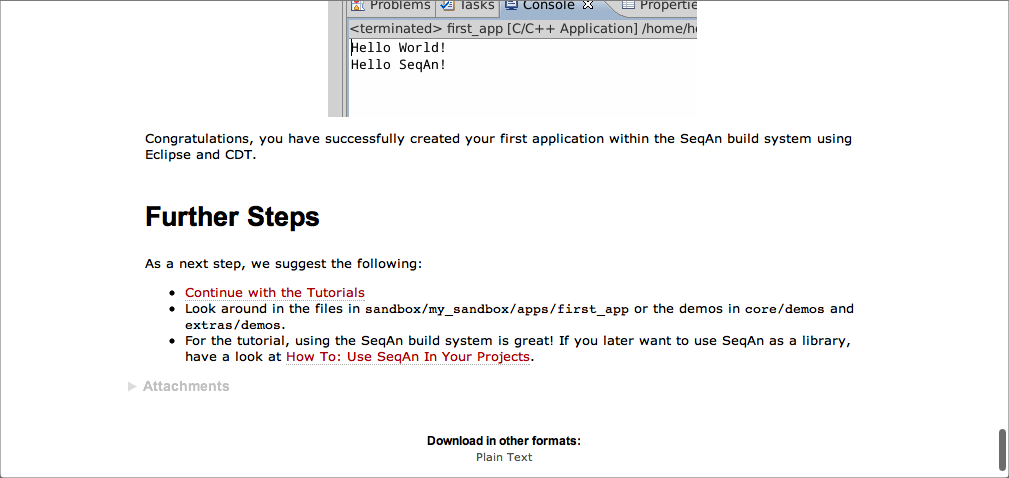 Problems Tasks Console Propertie
<terminated> first_app [C/C++ Application] /home/h
Hello World!
Hello SeqAn!
Congratulations, you have successfully created your first application within the SeqAn build system using
Eclipse and CDT.
Further Steps
As a next step, we suggest the following:
• Continue with the Tutorials
• Look around in the files in sandbox/my_sandbox/apps/first_app or the demos in core/demos and
extras/demos.
• For the tutorial, using the SeqAn build system is great! If you later want to use SeqAn as a library,
have a look at How To: Use SeqAn In Your Projects.
Attachments
Download in other formats:
Plain Text